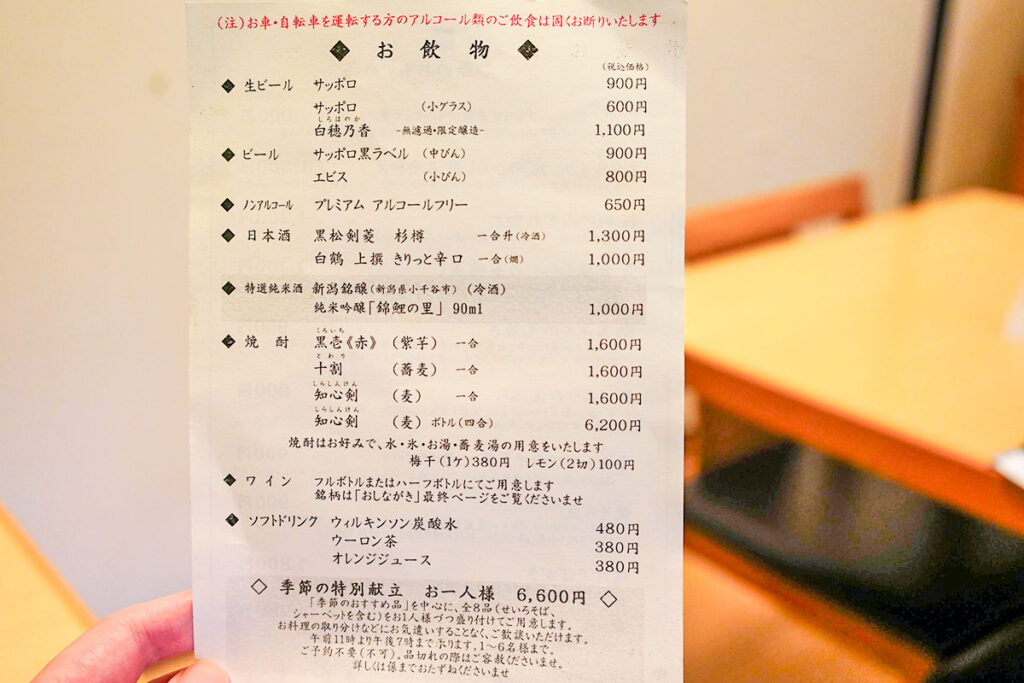 (注)お車・自転車を運転する方のアルコール類のご飲食は固くお断りいたします
◆ お飲物 ◆
(税込価格)
◆ 生ビール サッポロ 900円
サッポロ (小グラス) 600円
しろほのか
白穂乃香 -無濾過・限定醸造- 1,100円
◆ ビール サッポロ黒ラベル (中びん) 900円
エビス (小びん) 800円
◆ ノンアルコール プレミアム アルコールフリー 650円
◆ 日本酒 黒松剣菱 杉樽 一合升(冷酒) 1,300円
白鶴 上撰 きりっと辛口 一合(燗) 1,000円
◆ 特選純米酒 新潟銘醸(新潟県小千谷市) (冷酒)
純米吟醸「錦鯉の里」 90ml 1,000円
くろいち
◆ 焼酎 黒壱《赤》 (紫芋) 一合 1,600円
とわり
十割 (蕎麦) 一合 1,600円
しらしんけん
知心剣 (麦) 一合 1,600円
しらしんけん
知心剣 (麦) ボトル(四合) 6,200円
焼酎はお好みで、水・氷・お湯・蕎麦湯の用意をいたします
梅干(1ケ)380円 レモン(2切)100円
◆ ワイン フルボトルまたはハーフボトルにてご用意します
銘柄は「おしながき」最終ページをご覧くださいませ
◆ ソフトドリンク ウィルキンソン炭酸水 480円
ウーロン茶 380円
オレンジジュース 380円
◇ 季節の特別献立 お一人様 6,600円 ◇
「季節のおすすめ品」を中心に、全8品(せいろそば、
シャーベットを含む)をお1人様づつ盛り付けてご用意します。
お料理の取り分けなどにお気遣いすることなく、ご歓談いただけます。
午前11時より午後7時まで承ります。1～6名様まで。
ご予約不要(不可)。品切れの際はご容赦くださいませ。
詳しくは係までおたずねくださいませ